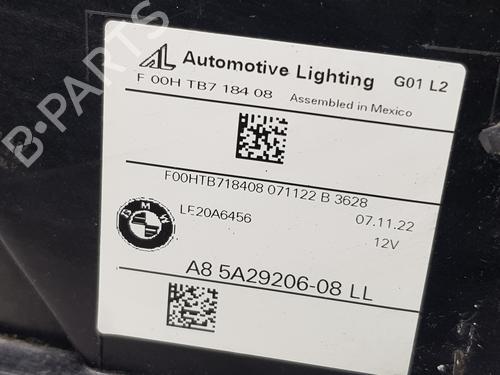 AL Automotive Lighting G01 L2
F 00H TB7 184 08 Assembled in Mexico
F00HTB718408 071122 B 3628
BMW
LE20A6456 07.11.22
12V
A8 5A29206-08 LL
B-PARTS